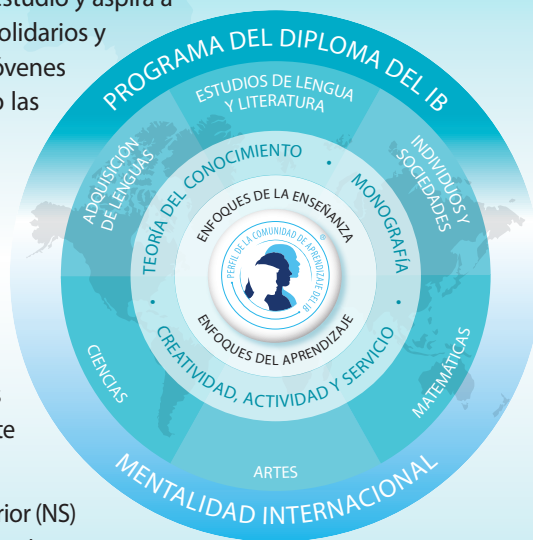 studio y aspira a
olidarios y
óvenes
las
te
rior (NS)
PROGRAMA DEL DIPLOMA DEL IB
ESTUDIOS DE LENGUA
Y LITERATURA
ADQUISICIÓN
DE LENGUAS
INDIVIDUOS Y
SOCIEDADES
TEORÍA DEL CONOCIMIENTO
•
MONOGRAFÍA
•
CREATIVIDAD, ACTIVIDAD Y SERVICIO
•
ENFOQUES DE LA ENSEÑANZA
PERFIL DE LA COMUNIDAD DE APRENDIZAJE DEL IB
®
ENFOQUES DEL APRENDIZAJE
CIENCIAS
MATEMÁTICAS
ARTES
MENTALIDAD INTERNACIONAL